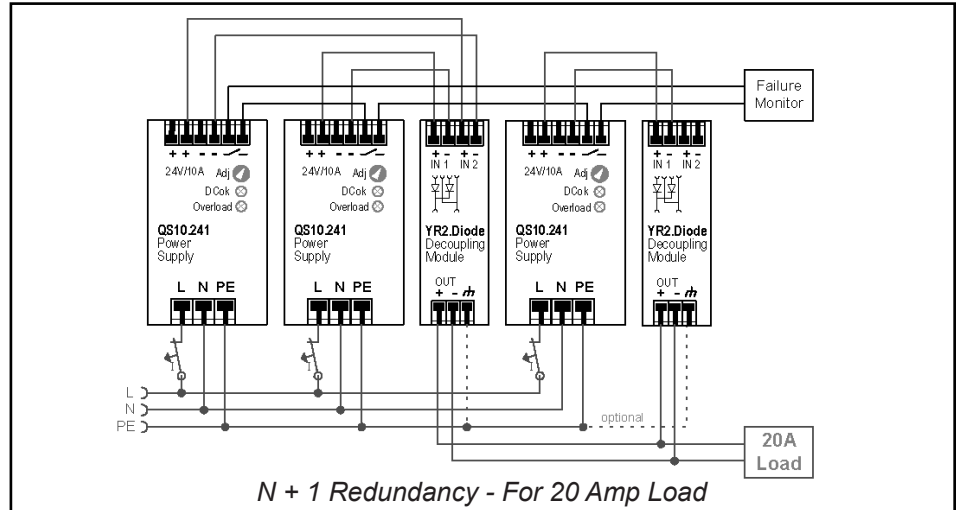 Failure
Monitor
+ + - -
24V/10A Adj
DCok
Overload
QS10.241
Power
Supply
L N PE
+ + - -
24V/10A Adj
DCok
Overload
QS10.241
Power
Supply
L N PE
+ - + -
IN 1 IN 2
YR2.Diode
Decoupling
Module
OUT
+ -
+ + - -
24V/10A Adj
DCok
Overload
QS10.241
Power
Supply
L N PE
+ - + -
IN 1 IN 2
YR2.Diode
Decoupling
Module
OUT
+ -
I
I
I
L
N
PE
optional
20A
Load
N + 1 Redundancy - For 20 Amp Load